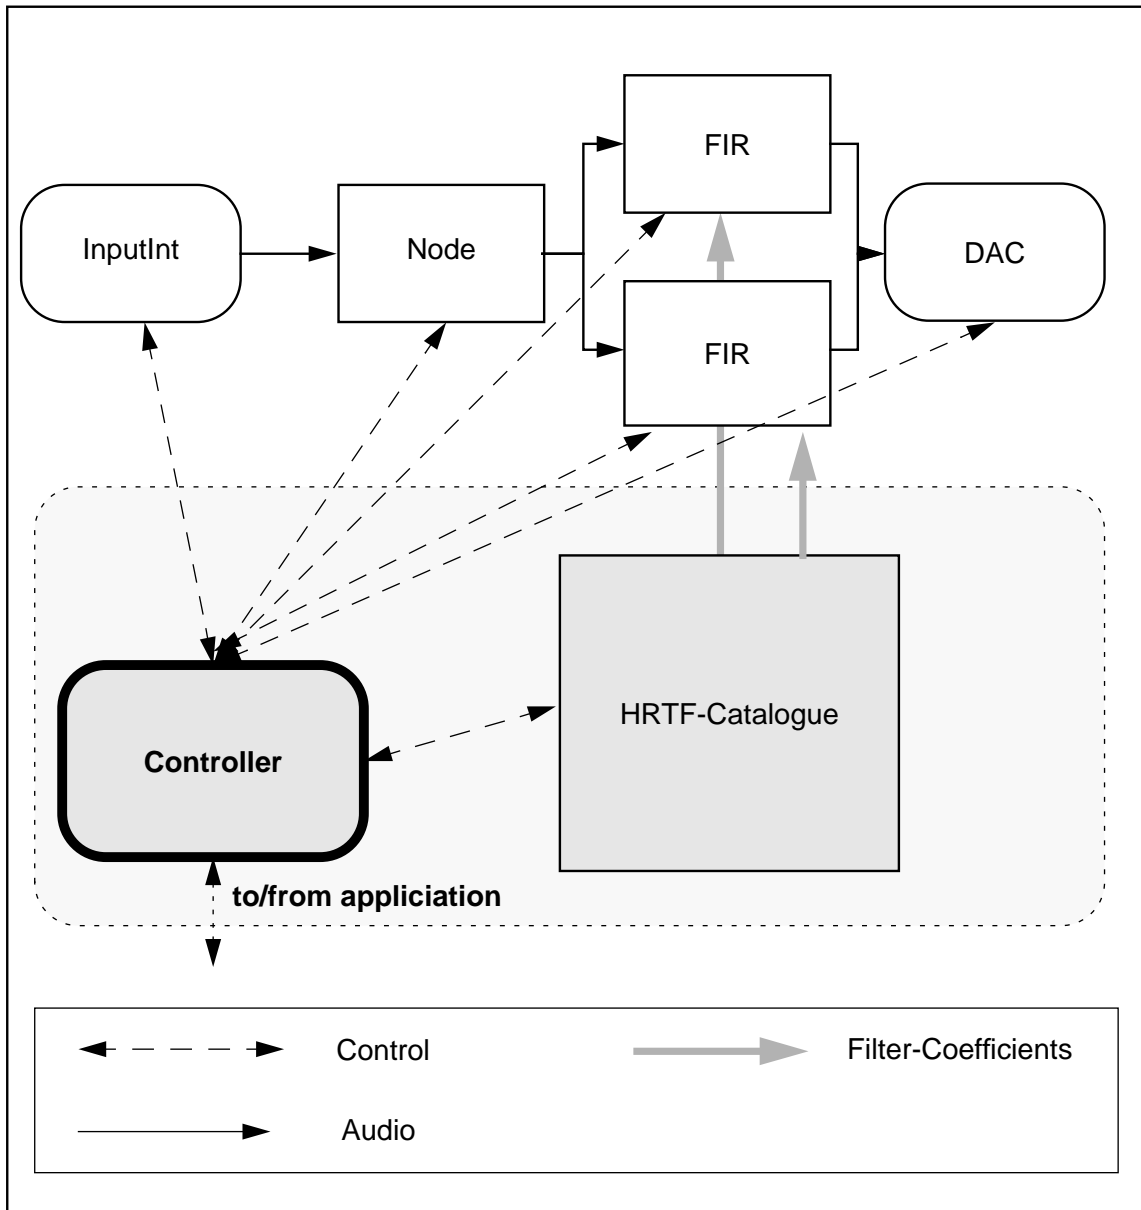 FIR
InputInt
Node
DAC
FIR
HRTF-Catalogue
Controller
to/from appliciation
Control
Filter-Coefficients
Audio